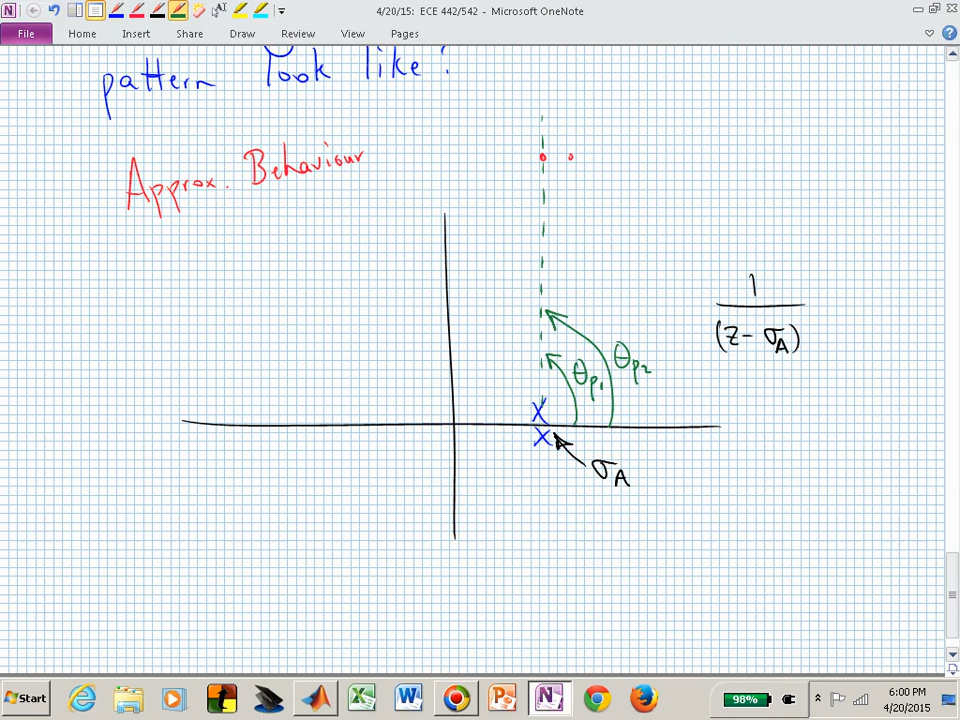 4/20/15: ECE 442/542 - Microsoft OneNote
File Home Insert Share Draw Review View Pages
pattern look like?
Approx. Behaviour
1
(z - σA)
θp1 θp2
X
X
σA
Start
98%
6:00 PM
4/20/2015